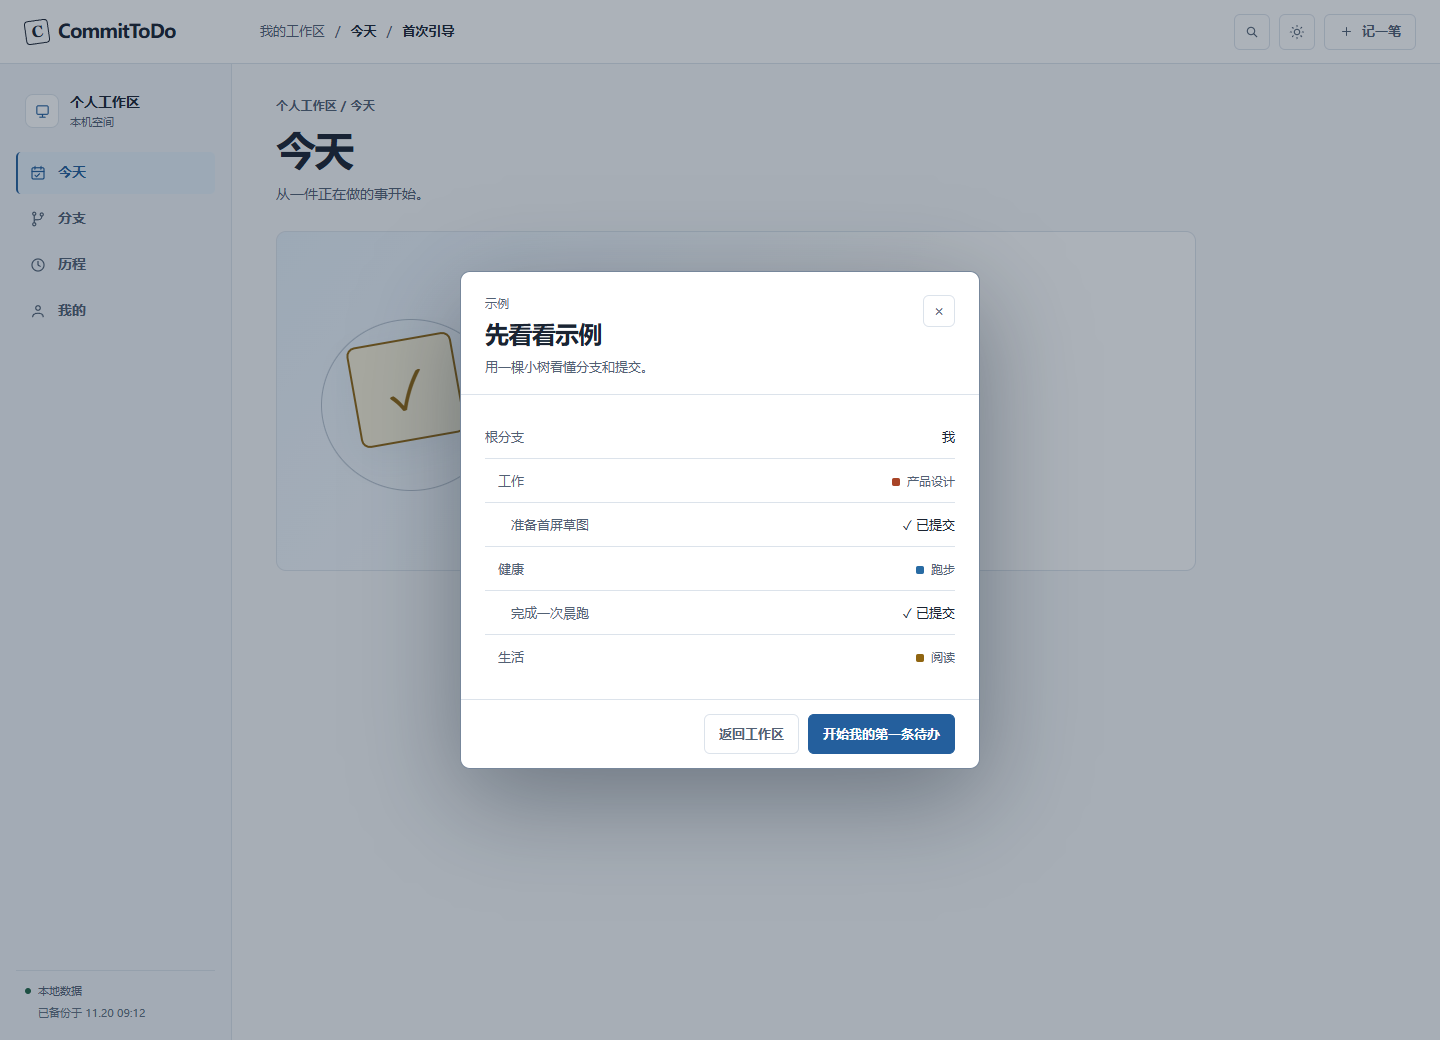 C CommitToDo
我的工作区 / 今天 / 首次引导
+ 记一笔
个人工作区
本机空间
今天
分支
历程
我的
本地数据
已备份于 11.20 09:12
个人工作区 / 今天
今天
从一件正在做的事开始。
示例
先看看示例
用一棵小树看懂分支和提交。
根分支 我
工作 产品设计
准备首屏草图 ✓ 已提交
健康 跑步
完成一次晨跑 ✓ 已提交
生活 阅读
返回工作区 开始我的第一条待办